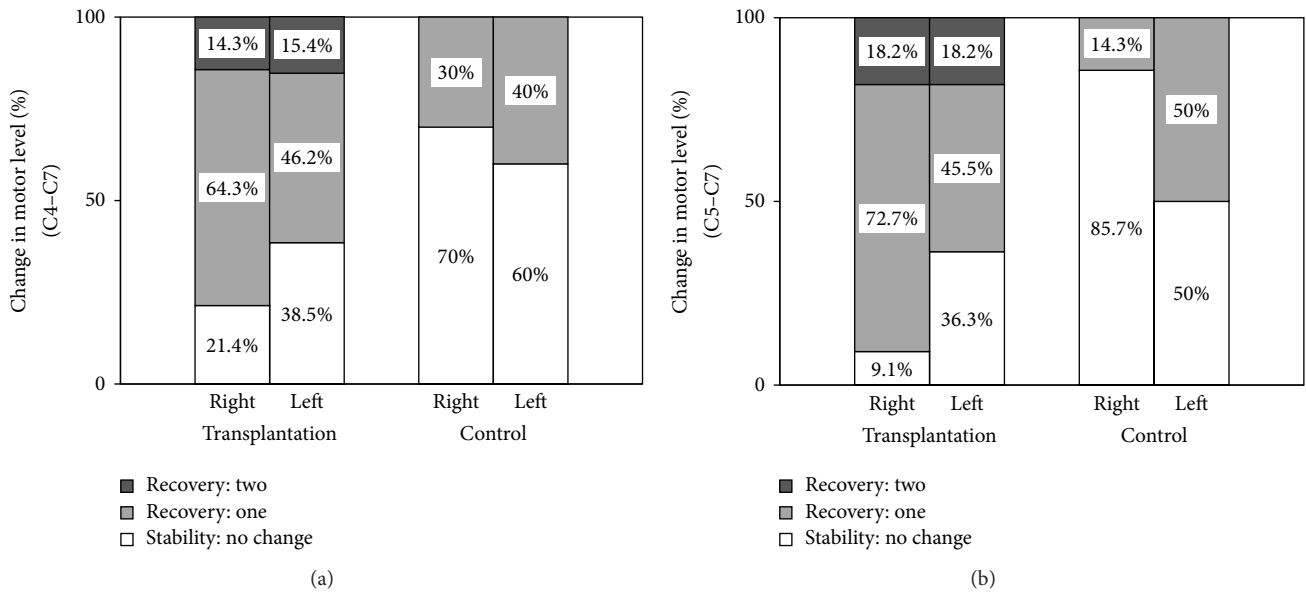 Change in motor level (%)
(C4–C7)
100
50
0
14.3%
15.4%
30%
40%
64.3%
46.2%
70%
60%
21.4%
38.5%
Right
Left
Right
Left
Transplantation
Control
Recovery: two
Recovery: one
Stability: no change
(a)
Change in motor level (%)
(C5–C7)
100
50
0
18.2%
18.2%
14.3%
50%
72.7%
45.5%
85.7%
50%
9.1%
36.3%
Right
Left
Right
Left
Transplantation
Control
Recovery: two
Recovery: one
Stability: no change
(b)